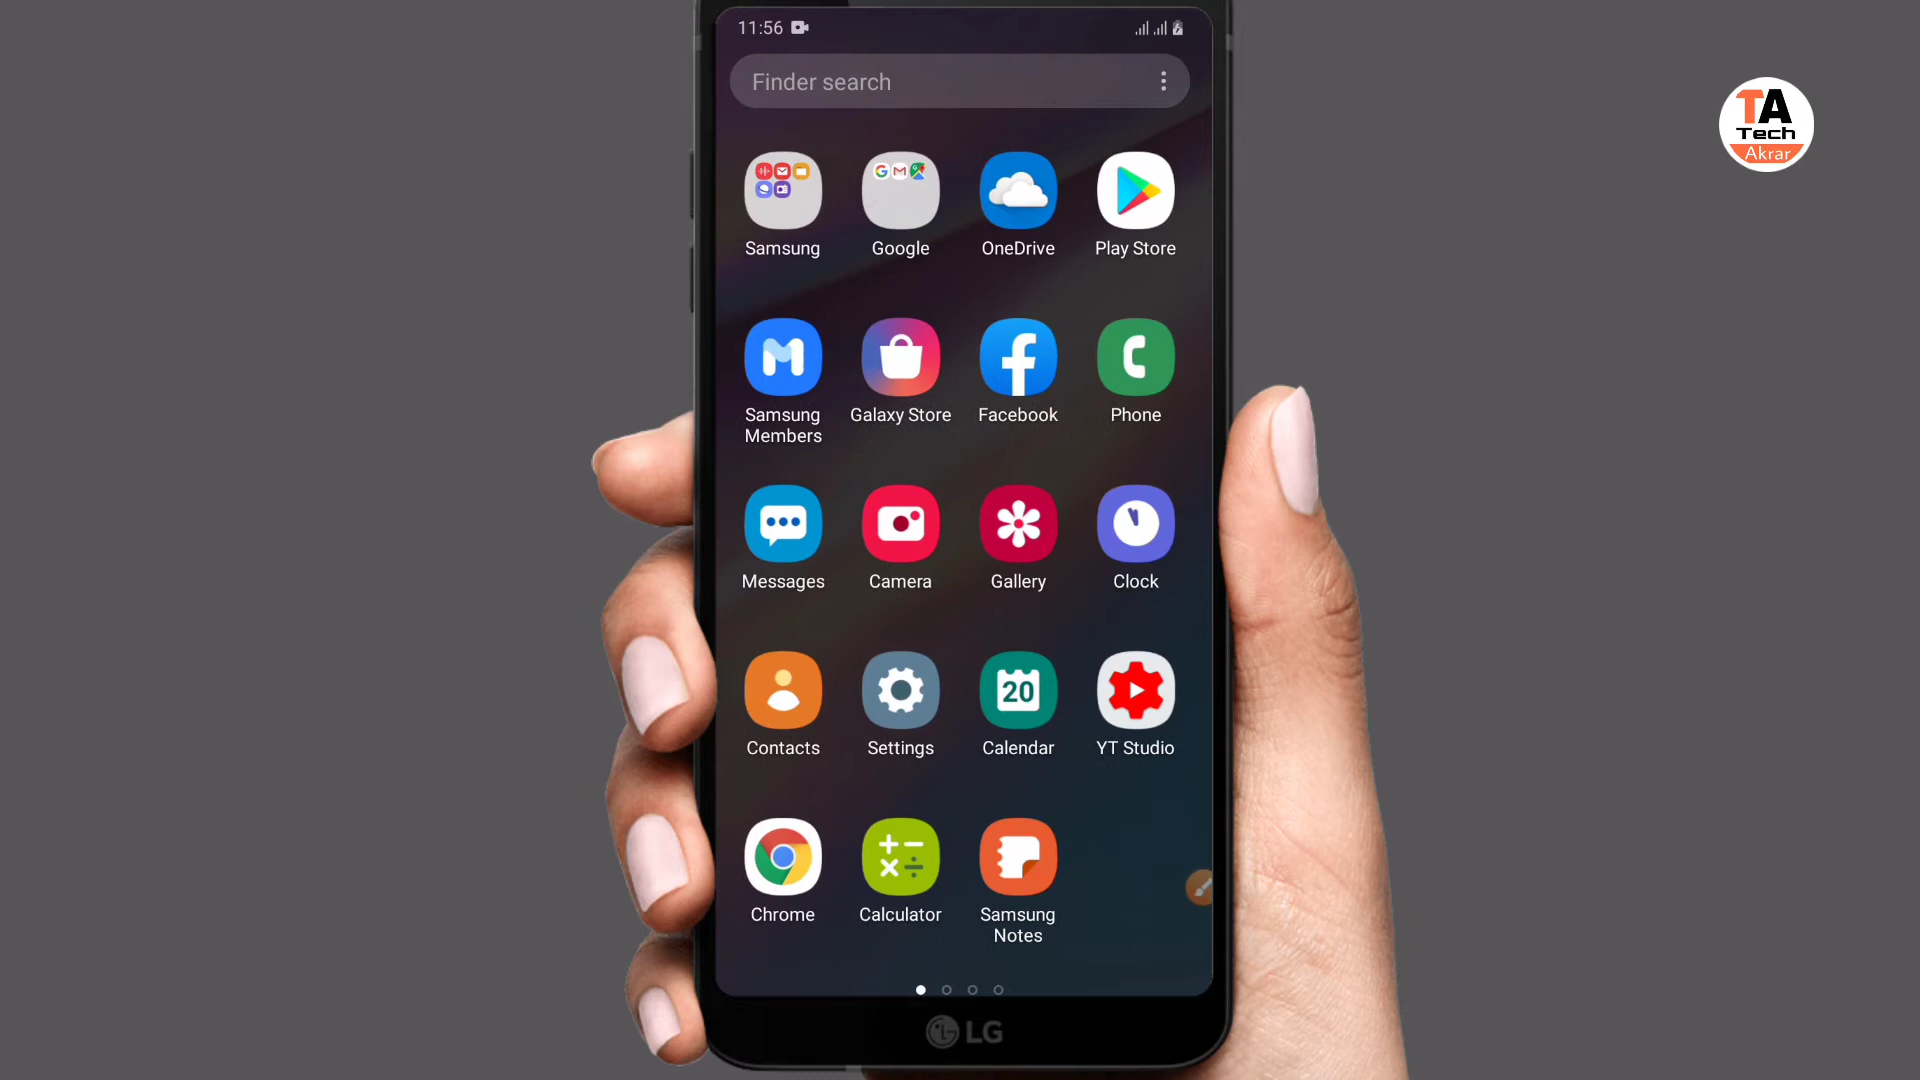 11:56
Finder search
TA
Tech
Akrar
Samsung
Google
OneDrive
Play Store
Samsung
Members
Galaxy Store
Facebook
Phone
Messages
Camera
Gallery
Clock
20
Contacts
Settings
Calendar
YT Studio
Chrome
Calculator
Samsung
Notes
LG